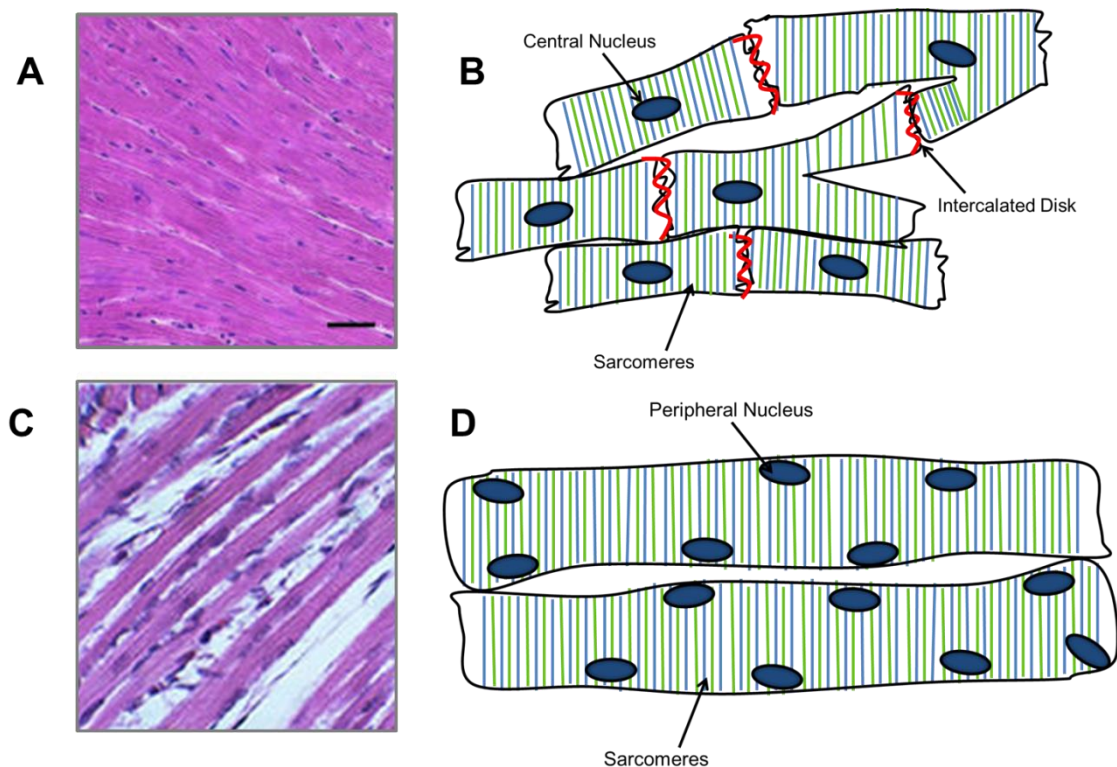 A
Central Nucleus
B
Intercalated Disk
Sarcomeres
C
D
Peripheral Nucleus
Sarcomeres